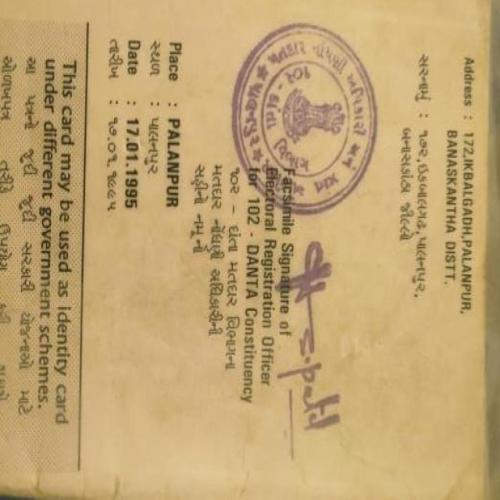 Address : 172,IKBALGADH,PALANPUR,
BANASKANTHA DISTT.
સરનામું : ૧૭૨,ઇકબાલગઢ,પાલનપુર,
બનાસકાંઠા જીલ્લો
Facsimile Signature of
Electoral Registration Officer
for 102 - DANTA Constituency
૧૦૨ - દાંતા મતદાર વિભાગના
મતદાર નોંધણી અધિકારીની
સહીનો નમૂનો
Place : PALANPUR
સ્થળ : પાલનપુર
Date : 17.01.1995
તારીખ : ૧૭.૦૧.૧૯૯૫
This card may be used as identity card
under different government schemes.
આ પત્રનો જુદી જુદી સરકારી યોજનાઓ માટે
ઓળખપત્ર તરીકે ઉપયોગ કરી શકાશે